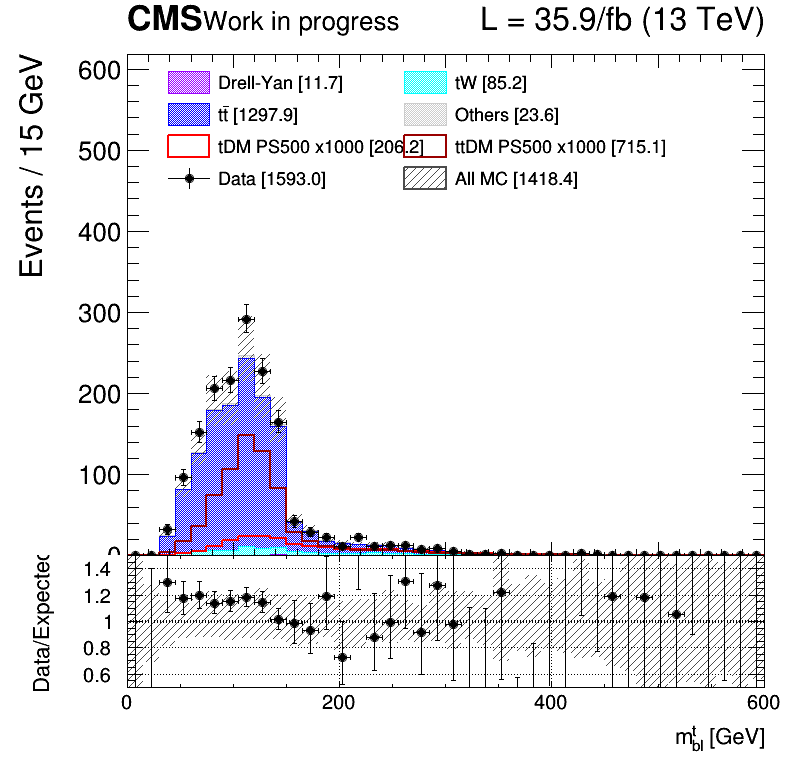 CMS Work in progress L = 35.9/fb (13 TeV)
Events / 15 GeV
600
500
400
300
200
100
0
Drell-Yan [11.7]
tW [85.2]
tt̄ [1297.9]
Others [23.6]
tDM PS500 x1000 [206.2]
ttDM PS500 x1000 [715.1]
Data [1593.0]
All MC [1418.4]
Data/Expected
1.4
1.2
1
0.8
0.6
0 200 400 600
m^t_bl [GeV]